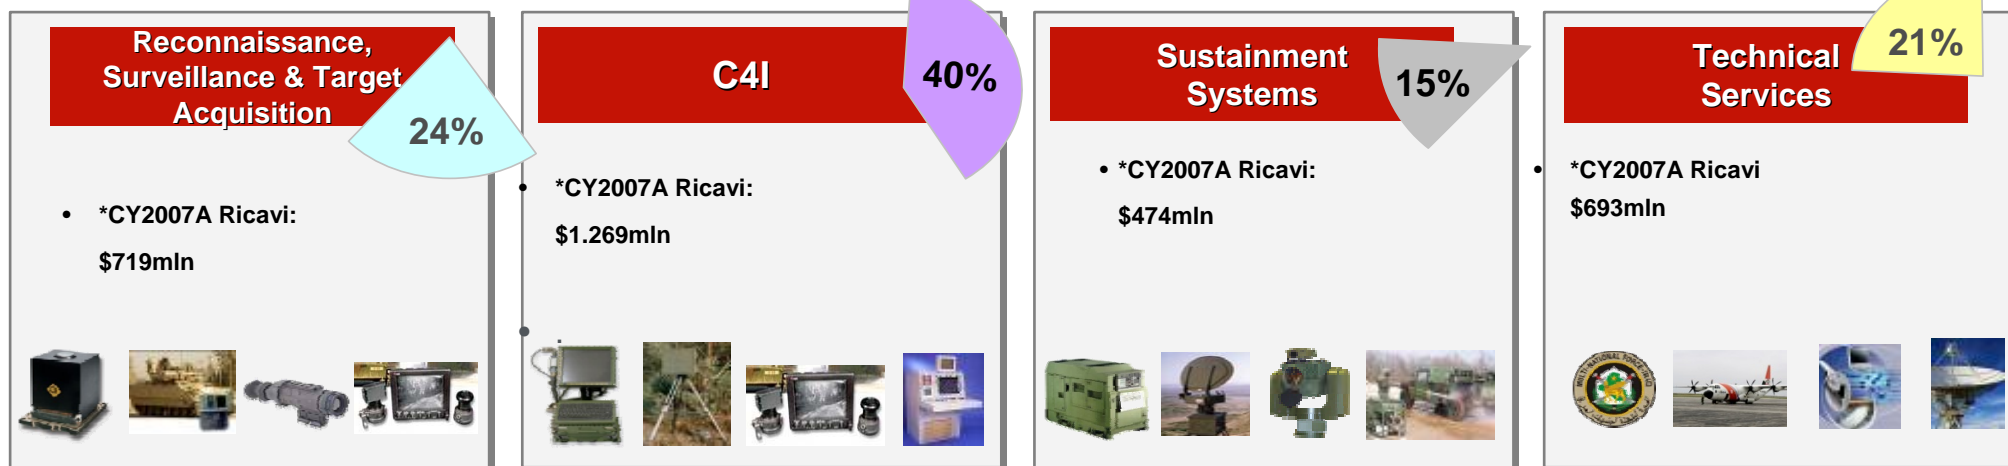 Reconnaissance,
Surveillance & Target
Acquisition
24%
• *CY2007A Ricavi:
$719mln
C4I
40%
• *CY2007A Ricavi:
$1.269mln
•
Sustainment
Systems
15%
• *CY2007A Ricavi:
$474mln
Technical
Services
21%
• *CY2007A Ricavi
$693mln